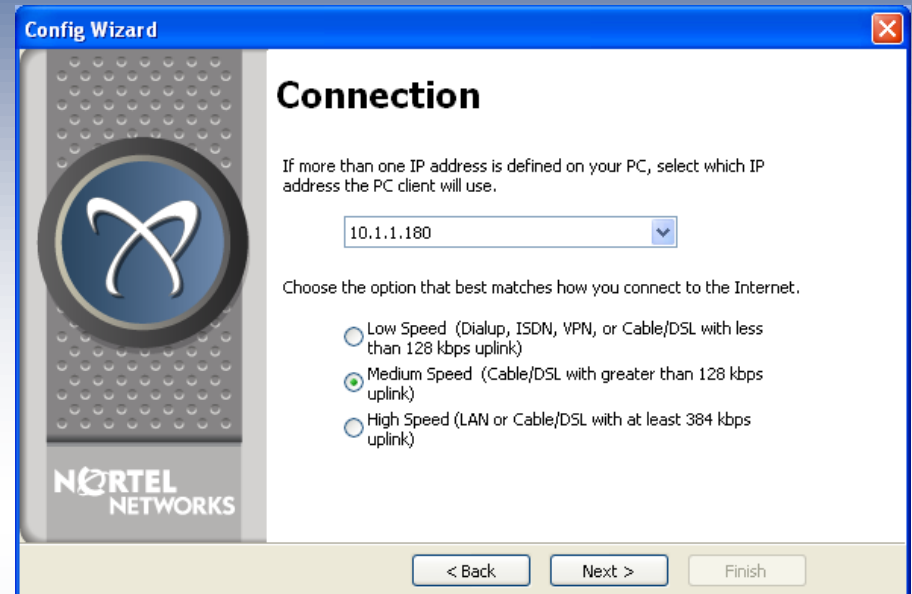 Config Wizard
Connection
If more than one IP address is defined on your PC, select which IP
address the PC client will use.
10.1.1.180
Choose the option that best matches how you connect to the Internet.
Low Speed (Dialup, ISDN, VPN, or Cable/DSL with less
than 128 kbps uplink)
Medium Speed (Cable/DSL with greater than 128 kbps
uplink)
High Speed (LAN or Cable/DSL with at least 384 kbps
uplink)
NORTEL
NETWORKS
< Back
Next >
Finish